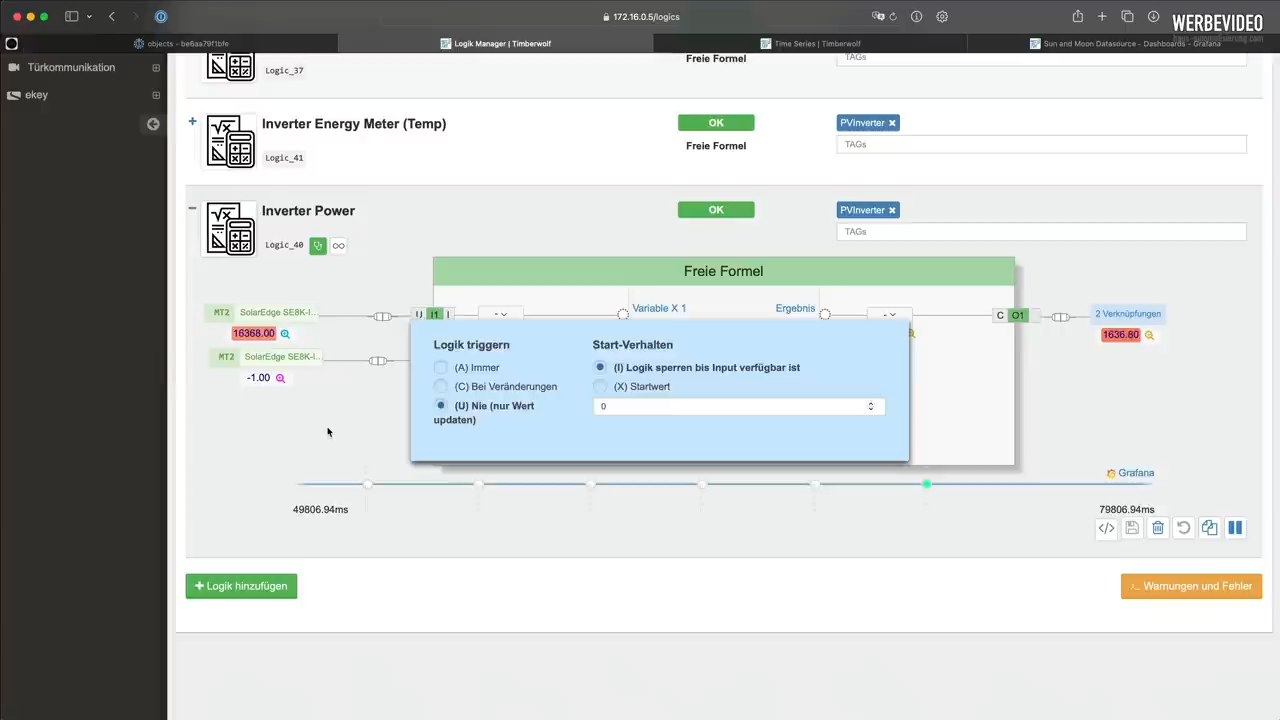 172.16.0.5/logics
WERBEVIDEO
haus-automatisierung.com
objects - be6aa79f1bfe
Logik Manager | Timberwolf
Time Series | Timberwolf
Sun and Moon Datasource - Dashboards - Grafana
Türkommunikation
ekey
Logic_37
Freie Formel
TAGs
Inverter Energy Meter (Temp)
OK
PVInverter
Freie Formel
TAGs
Logic_41
Inverter Power
OK
PVInverter
TAGs
Logic_40
Freie Formel
MT2 SolarEdge SE8K-I..
U I1 I
- ∨
Variable X 1
Ergebnis
- ∨
C O1
2 Verknüpfungen
16368.00
1636.80
MT2 SolarEdge SE8K-I..
-1.00
Logik triggern
Start-Verhalten
(A) Immer
(I) Logik sperren bis Input verfügbar ist
(C) Bei Veränderungen
(X) Startwert
(U) Nie (nur Wert
updaten)
0
Grafana
49806.94ms
79806.94ms
+ Logik hinzufügen
Warnungen und Fehler